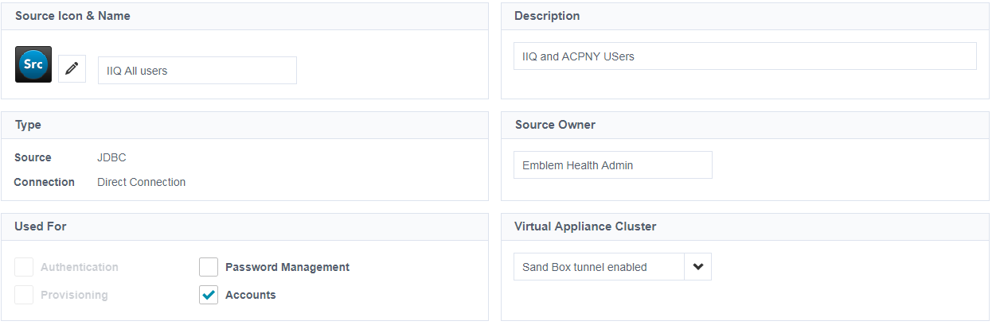 Source Icon & Name
Src
IIQ All users
Description
IIQ and ACPNY USers
Type
Source JDBC
Connection Direct Connection
Source Owner
Emblem Health Admin
Used For
Authentication Password Management
Provisioning Accounts
Virtual Appliance Cluster
Sand Box tunnel enabled